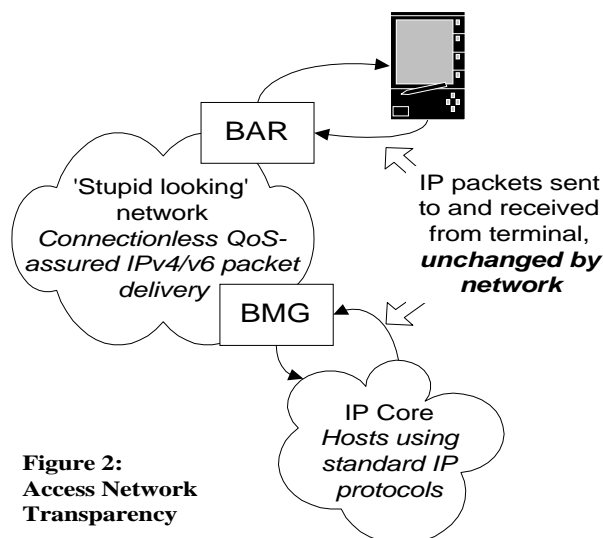 BAR
'Stupid looking'
network
Connectionless QoS-
assured IPv4/v6 packet
delivery
BMG
IP packets sent
to and received
from terminal,
unchanged by
network
IP Core
Hosts using
standard IP
protocols
Figure 2:
Access Network
Transparency